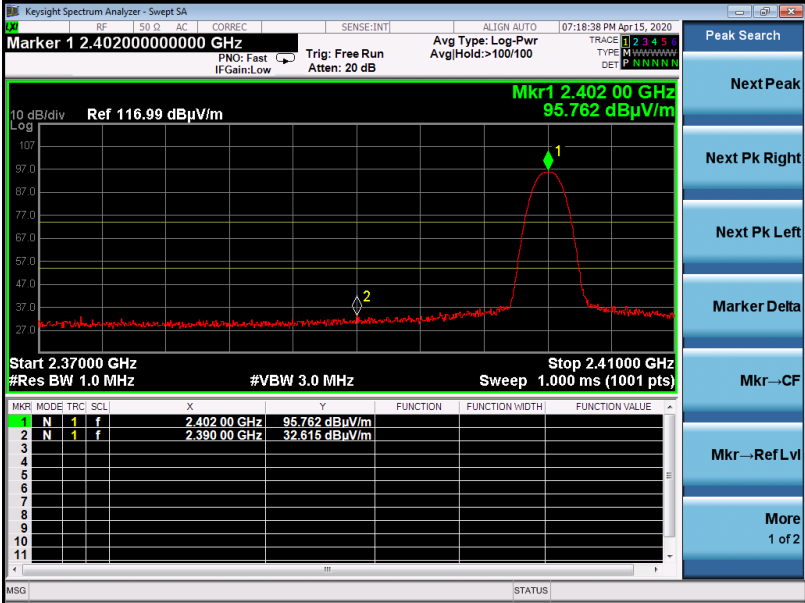 Keysight Spectrum Analyzer - Swept SA
LXI RF 50 Ω AC CORREC SENSE:INT ALIGN AUTO 07:18:38 PM Apr 15, 2020
Marker 1 2.402000000000 GHz
PNO: Fast
IFGain:Low
Trig: Free Run
Atten: 20 dB
Avg Type: Log-Pwr
Avg|Hold:>100/100
TRACE 1 2 3 4 5 6
TYPE M W W W W W
DET P N N N N N
Mkr1 2.402 00 GHz
95.762 dBµV/m
10 dB/div Ref 116.99 dBµV/m
Log
107
97.0
87.0
77.0
67.0
57.0
47.0
37.0
27.0
1
2
Start 2.37000 GHz Stop 2.41000 GHz
#Res BW 1.0 MHz #VBW 3.0 MHz Sweep 1.000 ms (1001 pts)
MKR MODE TRC SCL X Y FUNCTION FUNCTION WIDTH FUNCTION VALUE
1 N 1 f 2.402 00 GHz 95.762 dBµV/m
2 N 1 f 2.390 00 GHz 32.615 dBµV/m
3
4
5
6
7
8
9
10
11
MSG STATUS
Peak Search
Next Peak
Next Pk Right
Next Pk Left
Marker Delta
Mkr→CF
Mkr→Ref Lvl
More
1 of 2